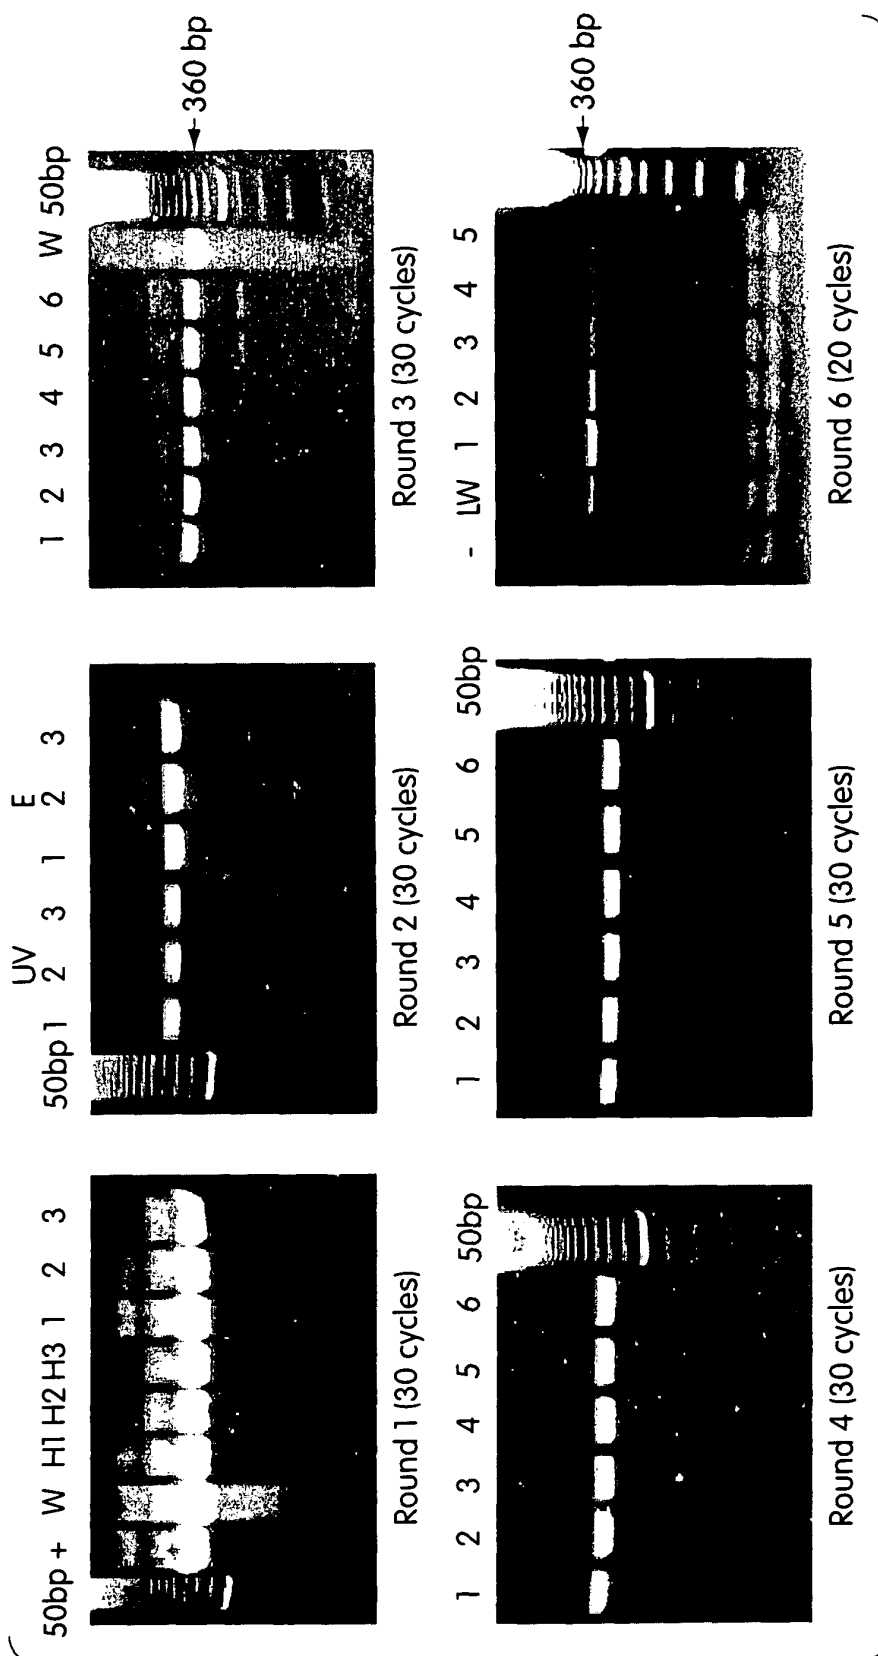 50bp + W H1 H2 H3 1 2 3
Round 1 (30 cycles)
UV E
50bp 1 2 3 1 2 3
Round 2 (30 cycles)
1 2 3 4 5 6 W 50bp
360 bp
Round 3 (30 cycles)
1 2 3 4 5 6 50bp
Round 4 (30 cycles)
1 2 3 4 5 6 50bp
Round 5 (30 cycles)
- LW 1 2 3 4 5
360 bp
Round 6 (20 cycles)